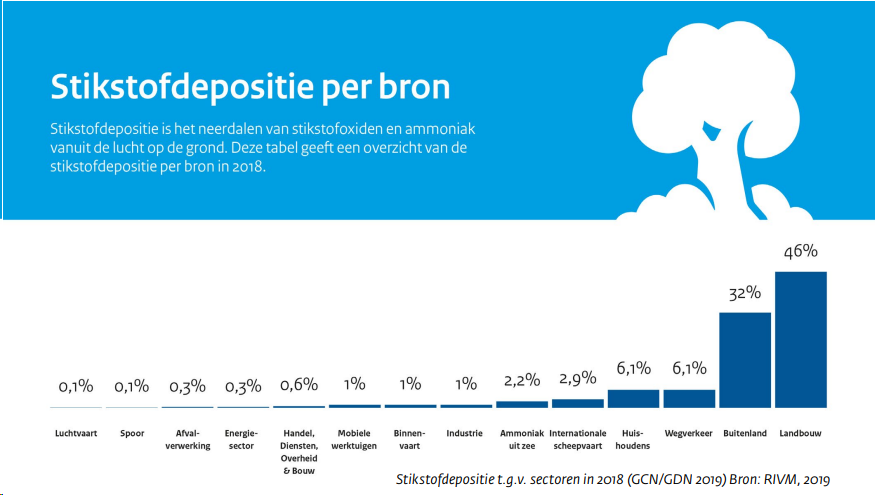 Stikstofdepositie per bron
Stikstofdepositie is het neerdalen van stikstofoxiden en ammoniak
vanuit de lucht op de grond. Deze tabel geeft een overzicht van de
stikstofdepositie per bron in 2018.
0,1%
0,1%
0,3%
0,3%
0,6%
1%
1%
1%
2,2%
2,9%
6,1%
6,1%
32%
46%
Luchtvaart
Spoor
Afval-
verwerking
Energie-
sector
Handel,
Diensten,
Overheid
& Bouw
Mobiele
werktuigen
Binnen-
vaart
Industrie
Ammoniak
uit zee
Internationale
scheepvaart
Huis-
houdens
Wegverkeer
Buitenland
Landbouw
Stikstofdepositie t.g.v. sectoren in 2018 (GCN/GDN 2019) Bron: RIVM, 2019